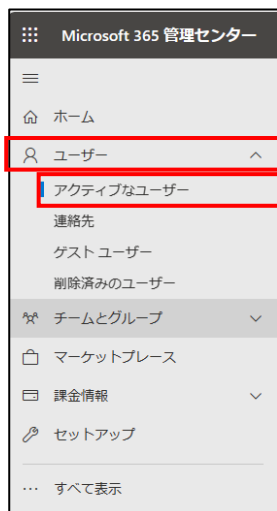 Microsoft 365 管理センター
ホーム
ユーザー
アクティブなユーザー
連絡先
ゲスト ユーザー
削除済みのユーザー
チームとグループ
マーケットプレース
課金情報
セットアップ
… すべて表示